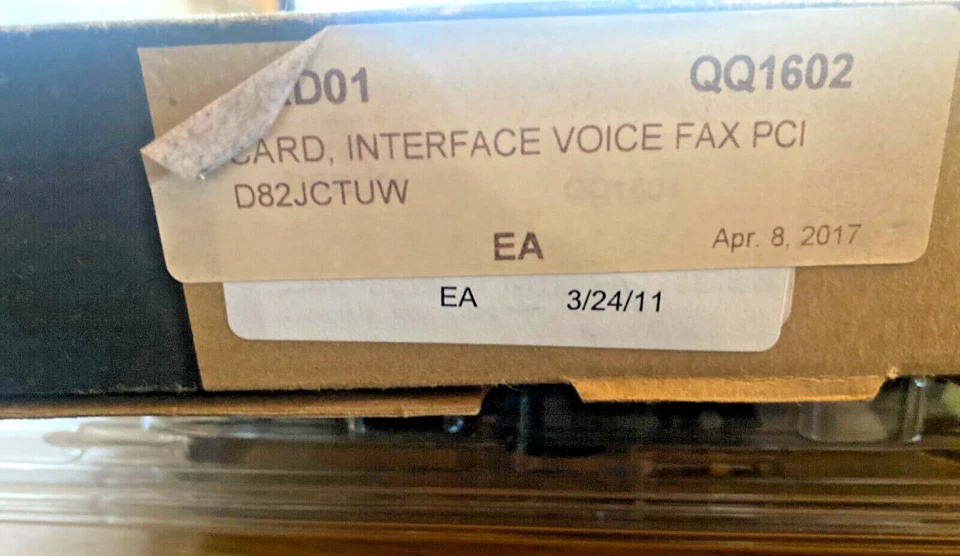 D01 QQ1602
CARD, INTERFACE VOICE FAX PCI
D82JCTUW
EA Apr. 8, 2017
EA 3/24/11